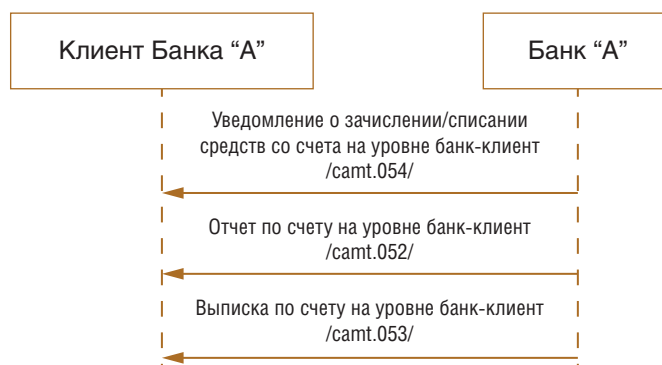 Клиент Банка “А”
Банк “А”
Уведомление о зачислении/списании
средств со счета на уровне банк-клиент
/camt.054/
Отчет по счету на уровне банк-клиент
/camt.052/
Выписка по счету на уровне банк-клиент
/camt.053/